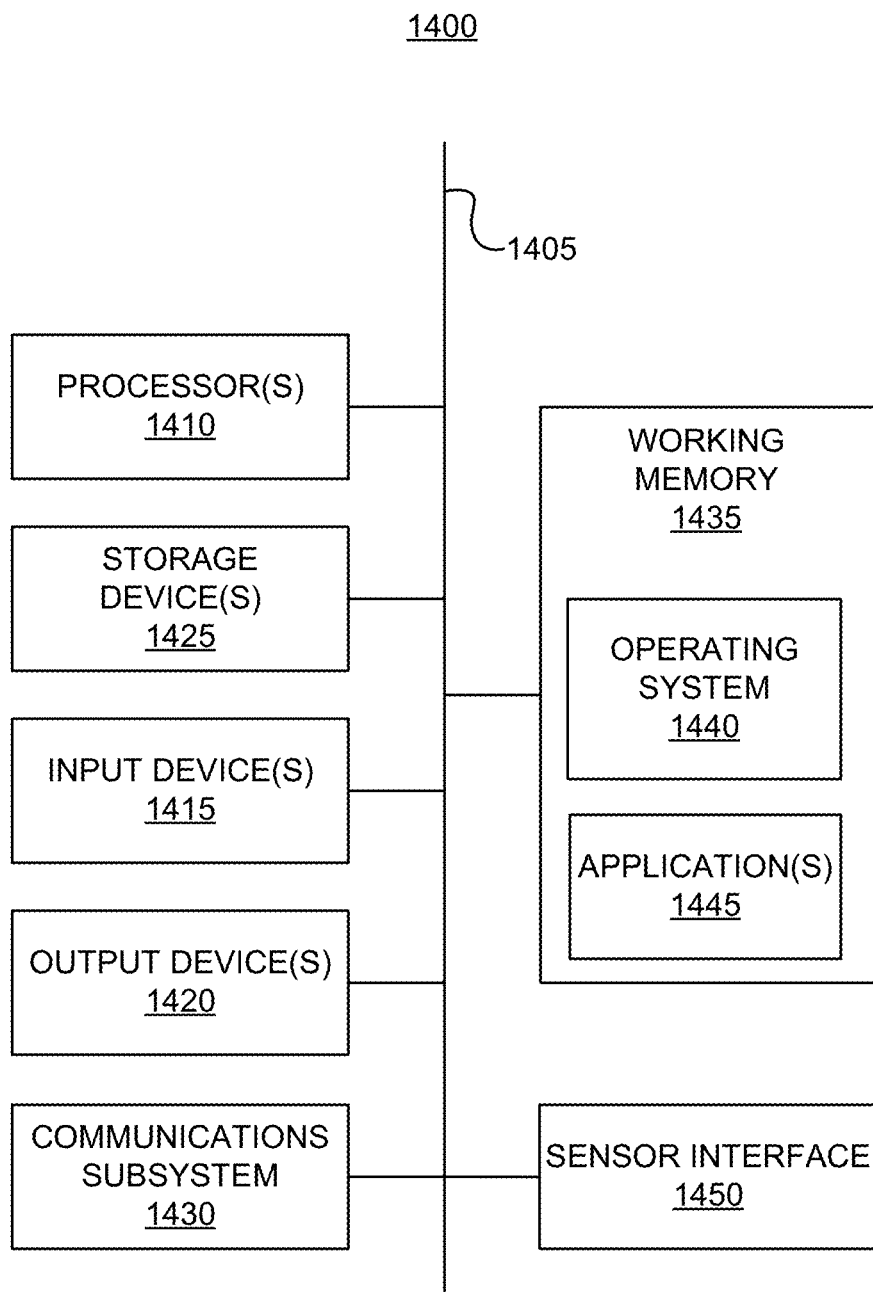 1400
1405
PROCESSOR(S)
1410
STORAGE
DEVICE(S)
1425
INPUT DEVICE(S)
1415
OUTPUT DEVICE(S)
1420
COMMUNICATIONS
SUBSYSTEM
1430
WORKING
MEMORY
1435
OPERATING
SYSTEM
1440
APPLICATION(S)
1445
SENSOR INTERFACE
1450